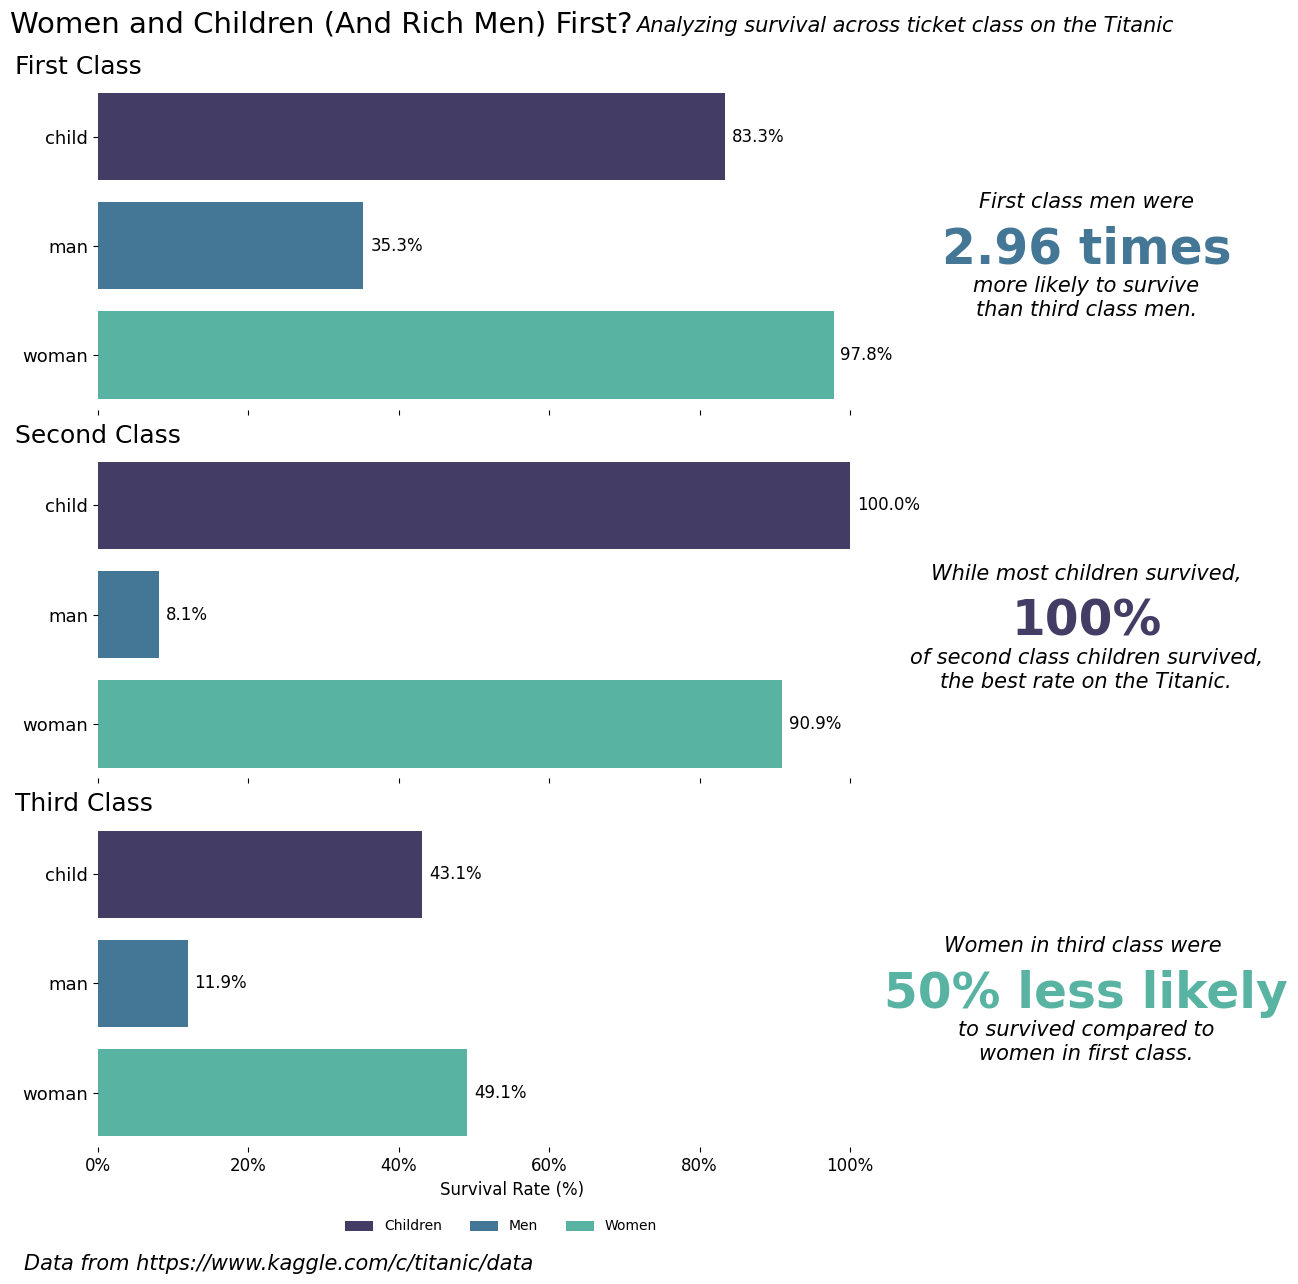 Women and Children (And Rich Men) First? Analyzing survival across ticket class on the Titanic
First Class
child
83.3%
man
35.3%
woman
97.8%
First class men were
2.96 times
more likely to survive
than third class men.
Second Class
child
100.0%
man
8.1%
woman
90.9%
While most children survived,
100%
of second class children survived,
the best rate on the Titanic.
Third Class
child
43.1%
man
11.9%
woman
49.1%
Women in third class were
50% less likely
to survived compared to
women in first class.
0% 20% 40% 60% 80% 100%
Survival Rate (%)
Children Men Women
Data from https://www.kaggle.com/c/titanic/data